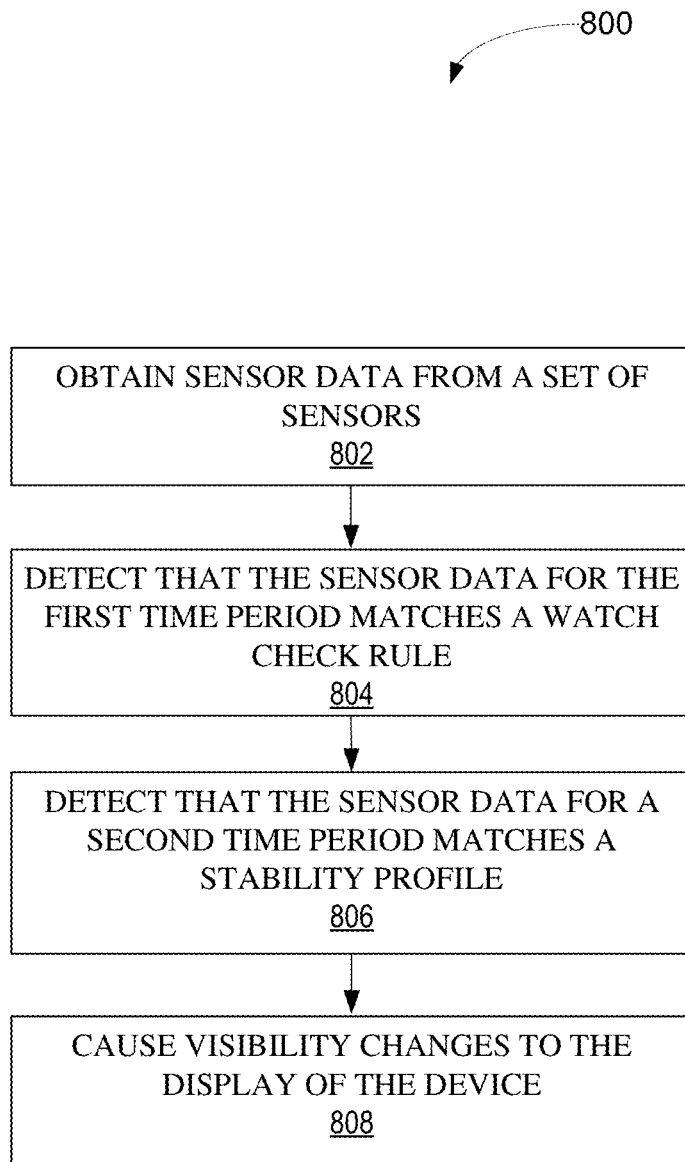 800
OBTAIN SENSOR DATA FROM A SET OF
SENSORS
802
DETECT THAT THE SENSOR DATA FOR THE
FIRST TIME PERIOD MATCHES A WATCH
CHECK RULE
804
DETECT THAT THE SENSOR DATA FOR A
SECOND TIME PERIOD MATCHES A
STABILITY PROFILE
806
CAUSE VISIBILITY CHANGES TO THE
DISPLAY OF THE DEVICE
808